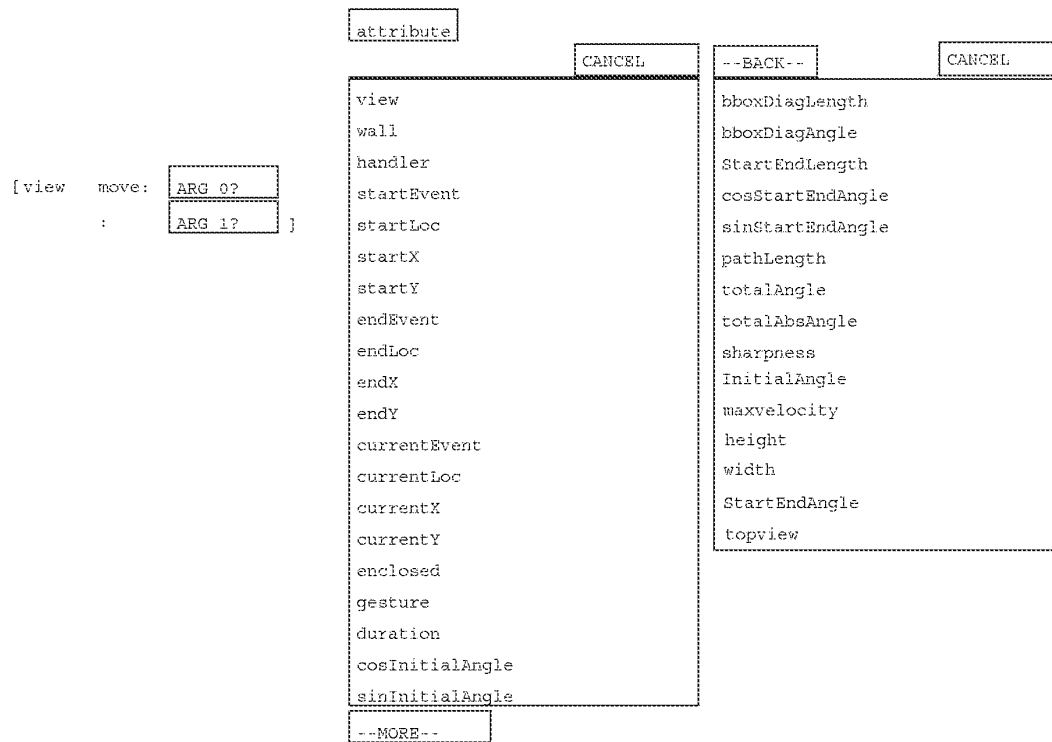 [view move: ARG 0?
: ARG 1? ]
attribute
CANCEL
view
wall
handler
startEvent
startLoc
startX
startY
endEvent
endLoc
endX
endY
currentEvent
currentLoc
currentX
currentY
enclosed
gesture
duration
cosInitialAngle
sinInitialAngle
--MORE--
--BACK-- CANCEL
bboxDiagLength
bboxDiagAngle
StartEndLength
cosStartEndAngle
sinStartEndAngle
pathLength
totalAngle
totalAbsAngle
sharpness
InitialAngle
maxvelocity
height
width
StartEndAngle
topview